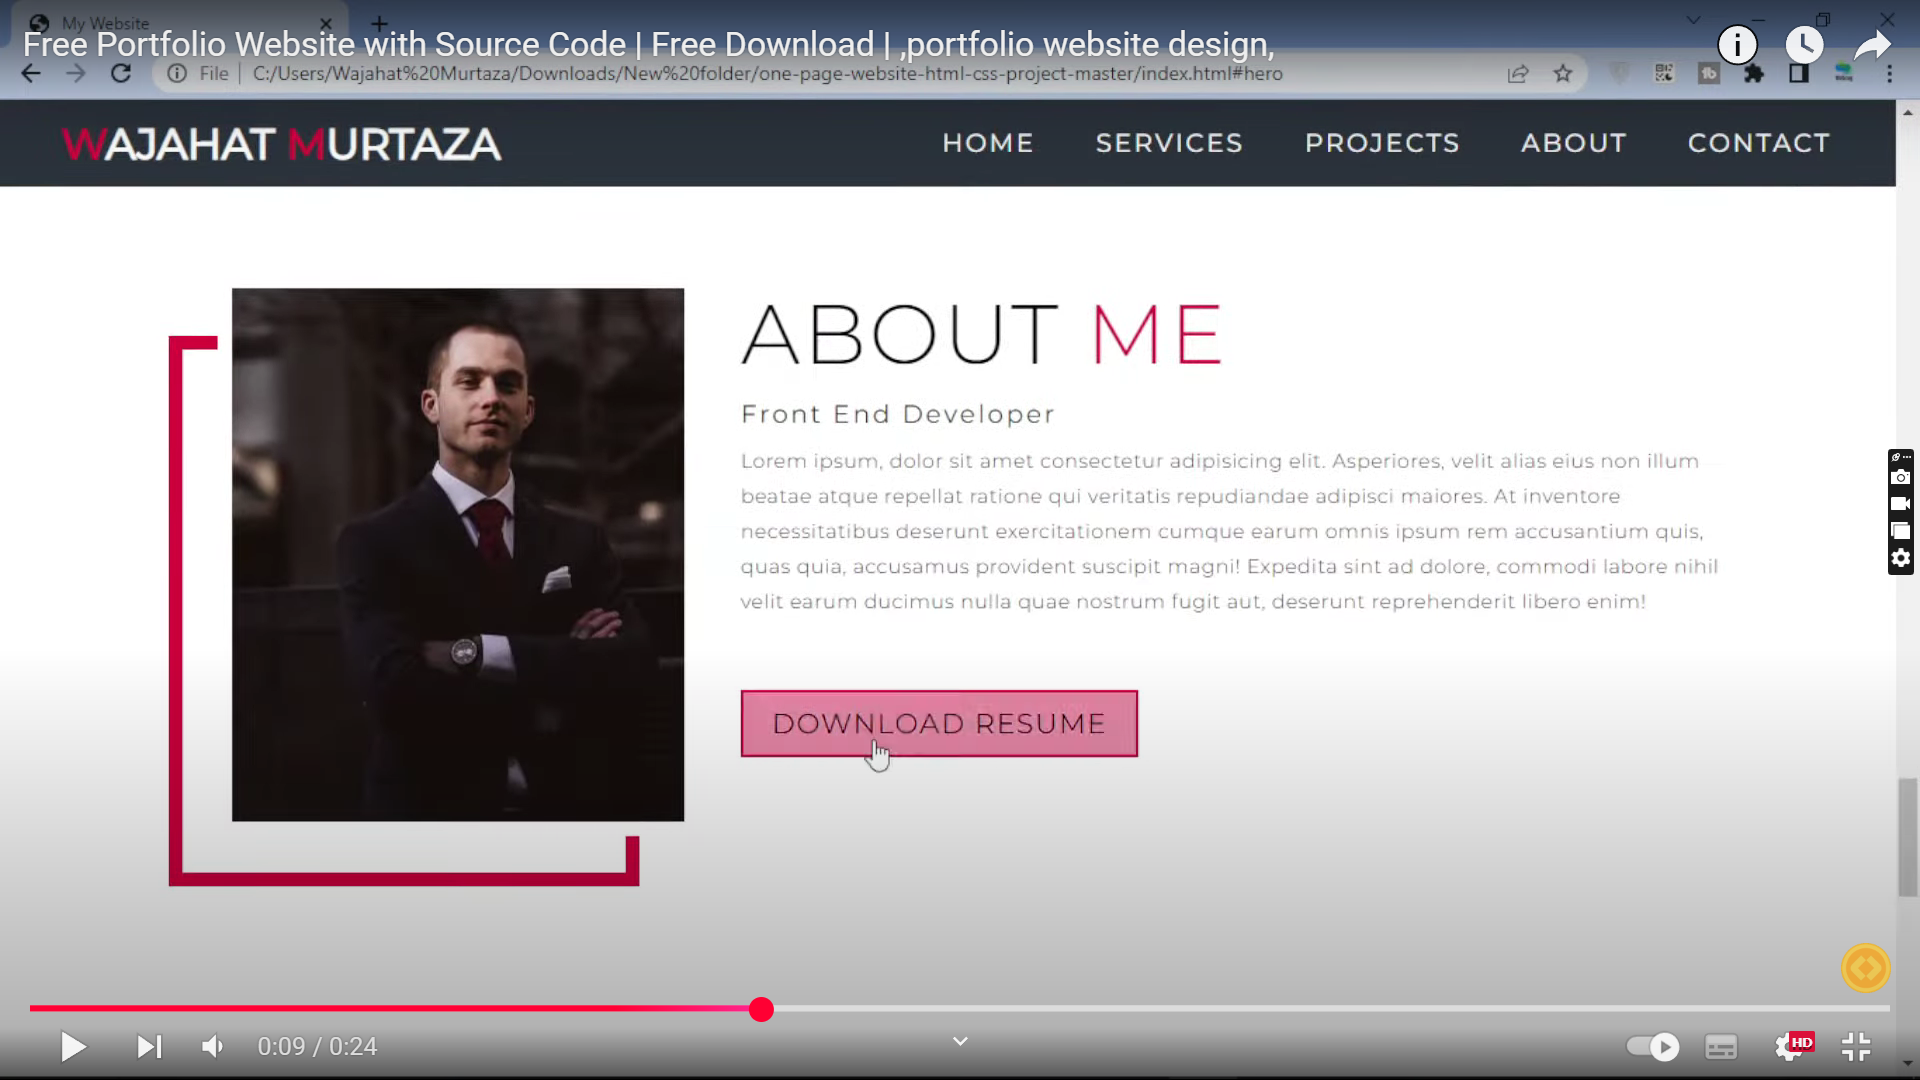 My Website
Free Portfolio Website with Source Code | Free Download | ,portfolio website design,
File | C:/Users/Wajahat%20Murtaza/Downloads/New%20folder/one-page-website-html-css-project-master/index.html#hero
WAJAHAT MURTAZA
HOME SERVICES PROJECTS ABOUT CONTACT
ABOUT ME
Front End Developer
Lorem ipsum, dolor sit amet consectetur adipisicing elit. Asperiores, velit alias eius non illum
beatae atque repellat ratione qui veritatis repudiandae adipisci maiores. At inventore
necessitatibus deserunt exercitationem cumque earum omnis ipsum rem accusantium quis,
quas quia, accusamus provident suscipit magni! Expedita sint ad dolore, commodi labore nihil
velit earum ducimus nulla quae nostrum fugit aut, deserunt reprehenderit libero enim!
DOWNLOAD RESUME
0:09 / 0:24
HD